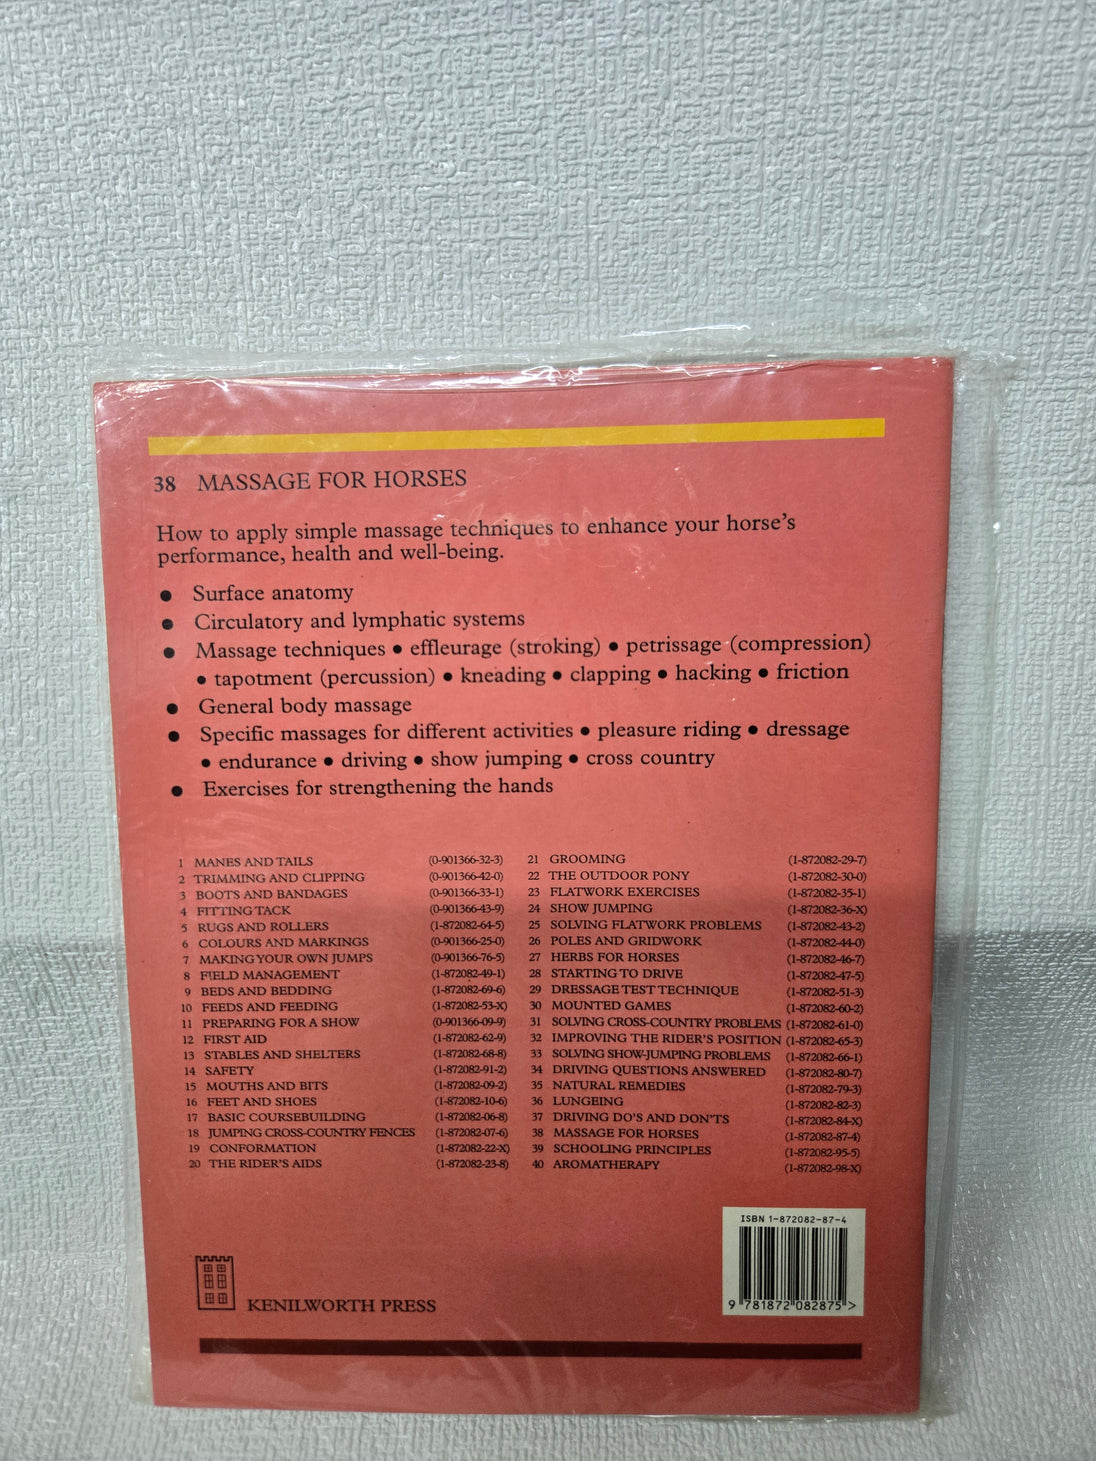 38 MASSAGE FOR HORSES
How to apply simple massage techniques to enhance your horse's
performance, health and well-being.
● Surface anatomy
● Circulatory and lymphatic systems
● Massage techniques ● effleurage (stroking) ● petrissage (compression)
● tapotment (percussion) ● kneading ● clapping ● hacking ● friction
● General body massage
● Specific massages for different activities ● pleasure riding ● dressage
● endurance ● driving ● show jumping ● cross country
● Exercises for strengthening the hands
1 MANES AND TAILS (0-901366-32-3)
2 TRIMMING AND CLIPPING (0-901366-42-0)
3 BOOTS AND BANDAGES (0-901366-33-1)
4 FITTING TACK (0-901366-43-9)
5 RUGS AND ROLLERS (1-872082-64-5)
6 COLOURS AND MARKINGS (0-901366-25-0)
7 MAKING YOUR OWN JUMPS (0-901366-76-5)
8 FIELD MANAGEMENT (1-872082-49-1)
9 BEDS AND BEDDING (1-872082-69-6)
10 FEEDS AND FEEDING (1-872082-53-X)
11 PREPARING FOR A SHOW (0-901366-09-9)
12 FIRST AID (1-872082-62-9)
13 STABLES AND SHELTERS (1-872082-68-8)
14 SAFETY (1-872082-91-2)
15 MOUTHS AND BITS (1-872082-09-2)
16 FEET AND SHOES (1-872082-10-6)
17 BASIC COURSEBUILDING (1-872082-06-8)
18 JUMPING CROSS-COUNTRY FENCES (1-872082-07-6)
19 CONFORMATION (1-872082-22-X)
20 THE RIDER'S AIDS (1-872082-23-8)
21 GROOMING (1-872082-29-7)
22 THE OUTDOOR PONY (1-872082-30-0)
23 FLATWORK EXERCISES (1-872082-35-1)
24 SHOW JUMPING (1-872082-36-X)
25 SOLVING FLATWORK PROBLEMS (1-872082-43-2)
26 POLES AND GRIDWORK (1-872082-44-0)
27 HERBS FOR HORSES (1-872082-46-7)
28 STARTING TO DRIVE (1-872082-47-5)
29 DRESSAGE TEST TECHNIQUE (1-872082-51-3)
30 MOUNTED GAMES (1-872082-60-2)
31 SOLVING CROSS-COUNTRY PROBLEMS (1-872082-61-0)
32 IMPROVING THE RIDER'S POSITION (1-872082-65-3)
33 SOLVING SHOW-JUMPING PROBLEMS (1-872082-66-1)
34 DRIVING QUESTIONS ANSWERED (1-872082-80-7)
35 NATURAL REMEDIES (1-872082-79-3)
36 LUNGEING (1-872082-82-3)
37 DRIVING DO'S AND DON'TS (1-872082-84-X)
38 MASSAGE FOR HORSES (1-872082-87-4)
39 SCHOOLING PRINCIPLES (1-872082-95-5)
40 AROMATHERAPY (1-872082-98-X)
ISBN 1-872082-87-4
9 781872 082875 >
KENILWORTH PRESS